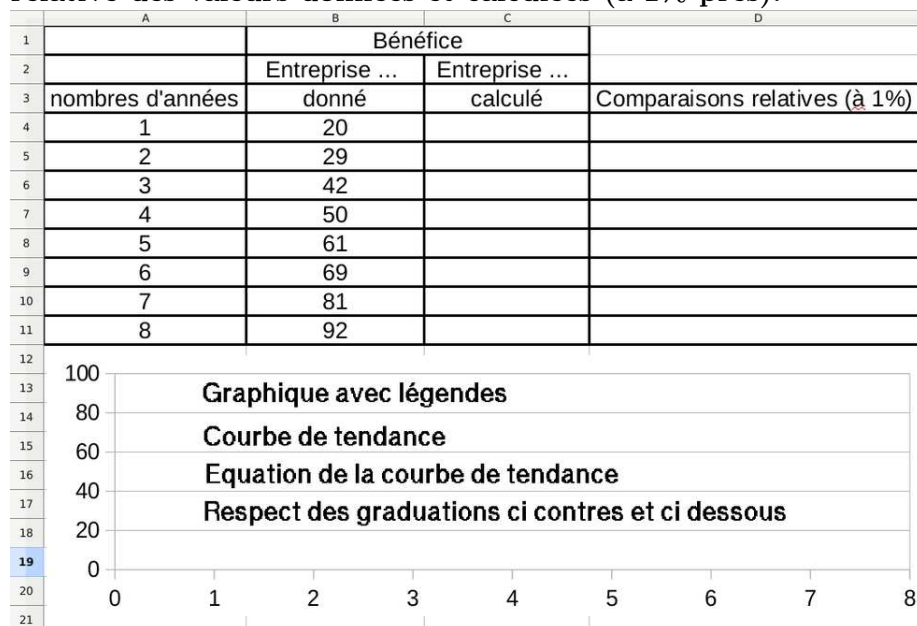 relative des valeurs données et calculées (à 1% près).
A B C D
1 Bénéfice
2 Entreprise ... Entreprise ...
3 nombres d'années donné calculé Comparaisons relatives (à 1%)
4 1 20
5 2 29
6 3 42
7 4 50
8 5 61
9 6 69
10 7 81
11 8 92
12
13 100 Graphique avec légendes
14 80
15 60 Courbe de tendance
16 Equation de la courbe de tendance
17 40 Respect des graduations ci contres et ci dessous
18 20
19 0
20 0 1 2 3 4 5 6 7 8
21